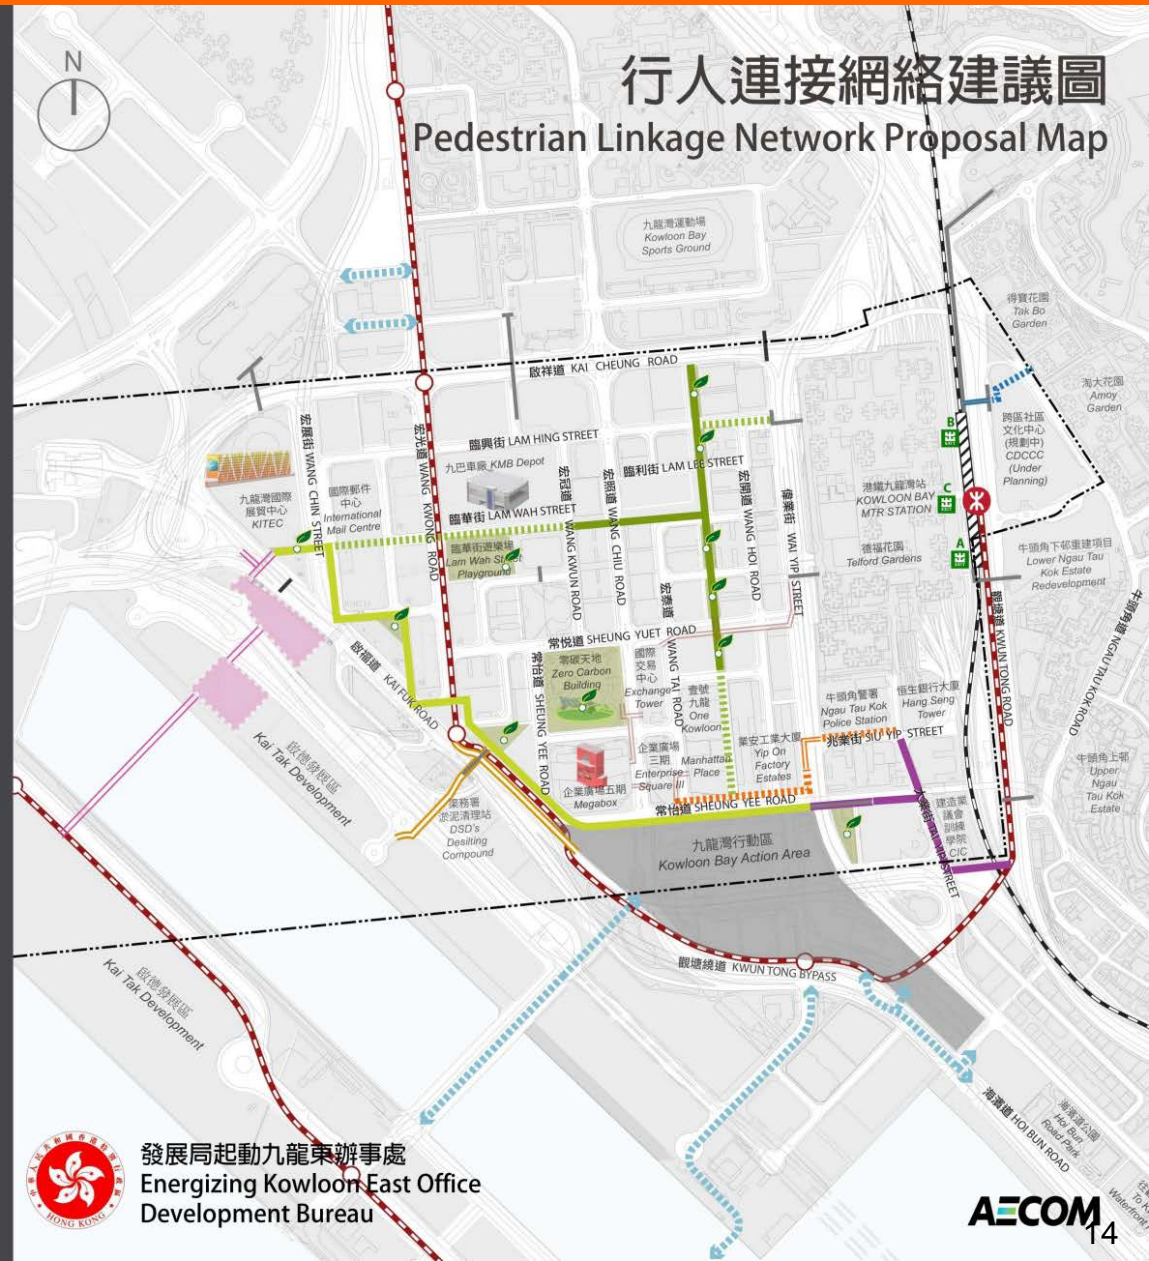 N
行人連接網絡建議圖
Pedestrian Linkage Network Proposal Map
九龍灣運動場
Kowloon Bay
Sports Ground
得寶花園
Tak Bo
Garden
啟祥道 KAI CHEUNG ROAD
淘大花園
Amoy
Garden
跨區社區
文化中心
(規劃中)
CDCCC
(Under
Planning)
B
C
A
臨興街 LAM HING STREET
九巴車廠 KMB Depot
臨利街 LAM LEE STREET
宏展街 WANG CHIN STREET
宏光道 WANG KWONG ROAD
宏冠道 WANG KWUN ROAD
宏照道 WANG CHIU ROAD
宏開道 WANG HOI ROAD
偉業街 WAI YIP STREET
九龍灣國際
展貿中心
KITEC
國際郵件
中心
International
Mail Centre
港鐵九龍灣站
KOWLOON BAY
MTR STATION
臨華街 LAM WAH STREET
臨華街遊樂場
Lam Wah Street
Playground
德福花園
Telford Gardens
牛頭角下邨重建項目
Lower Ngau Tau
Kok Estate
Redevelopment
觀塘道 KWUN TONG ROAD
牛頭角道 NGAU TAU KOK ROAD
宏泰道 WANG TAI ROAD
常悦道 SHEUNG YUET ROAD
常怡道 SHEUNG YEE ROAD
零碳天地
Zero Carbon
Building
國際
交易
中心
Exchange
Tower
壹號
九龍
One
Kowloon
牛頭角警署
Ngau Tau Kok
Police Station
恒生銀行大廈
Hang Seng
Tower
兆業街 SIU YIP STREET
啟福道 KAI FUK ROAD
啟德發展區
Kai Tak Development
企業廣場
三期
Enterprise
Square III
Manhattan
Place
業安工業大廈
Yip On
Factory
Estates
牛頭角上邨
Upper
Ngau
Tau Kok
Estate
企業廣場五期
Megabox
常怡道 SHEUNG YEE ROAD
渠務署
淤泥清理站
DSD's
Desilting
Compound
大業街 TAI YIP STREET
建造業
議會
訓練
學院
CIC
九龍灣行動區
Kowloon Bay Action Area
觀塘繞道 KWUN TONG BYPASS
啟德發展區
Kai Tak Development
海濱道 HOI BUN ROAD
海濱道公園
Hoi Bun
Road Park
HONG KONG
發展局起動九龍東辦事處
Energizing Kowloon East Office
Development Bureau
AECOM
14